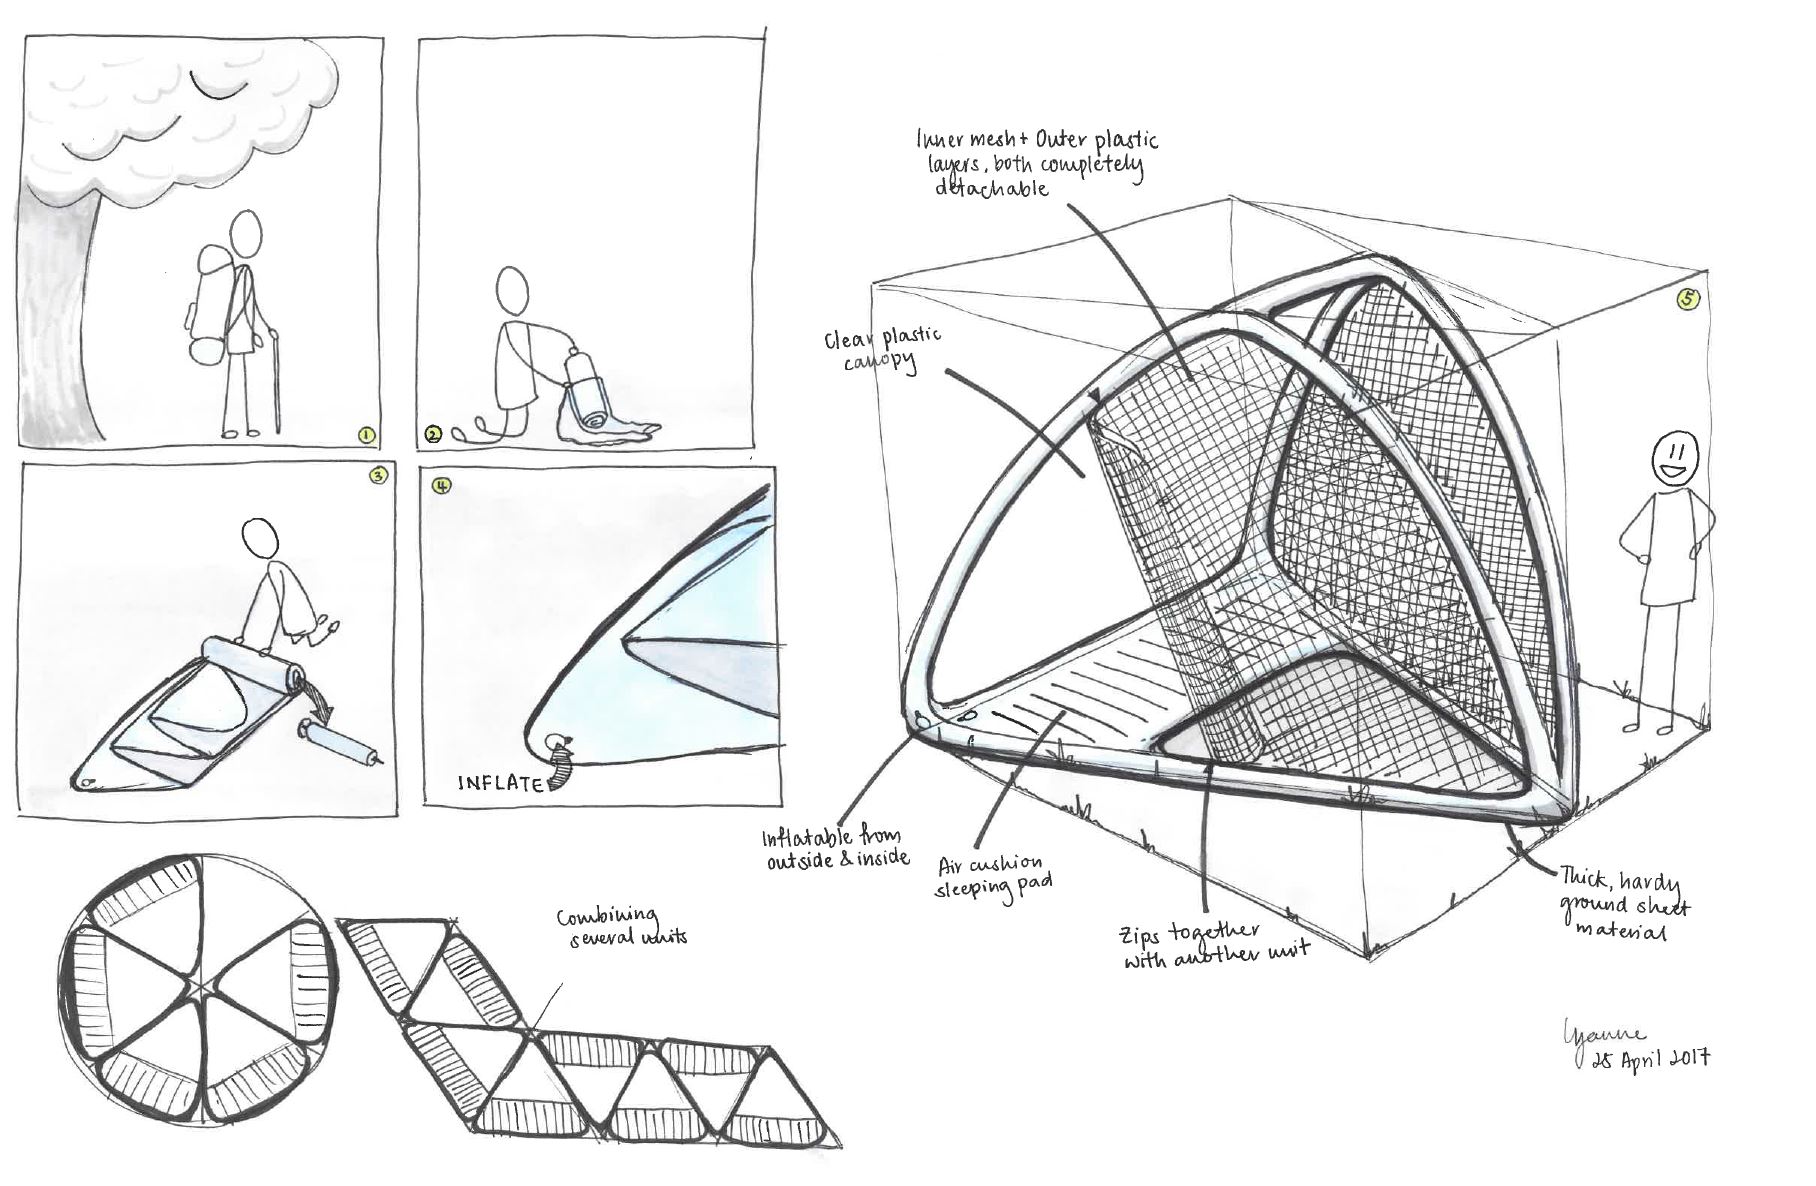 1
2
3
4
INFLATE
Inner mesh + Outer plastic
layers, both completely
detachable
5
Clear plastic
canopy
Inflatable from
outside & inside
Air cushion
sleeping pad
Zips together
with another unit
Thick, hardy
ground sheet
material
Combining
several units
25 April 2017